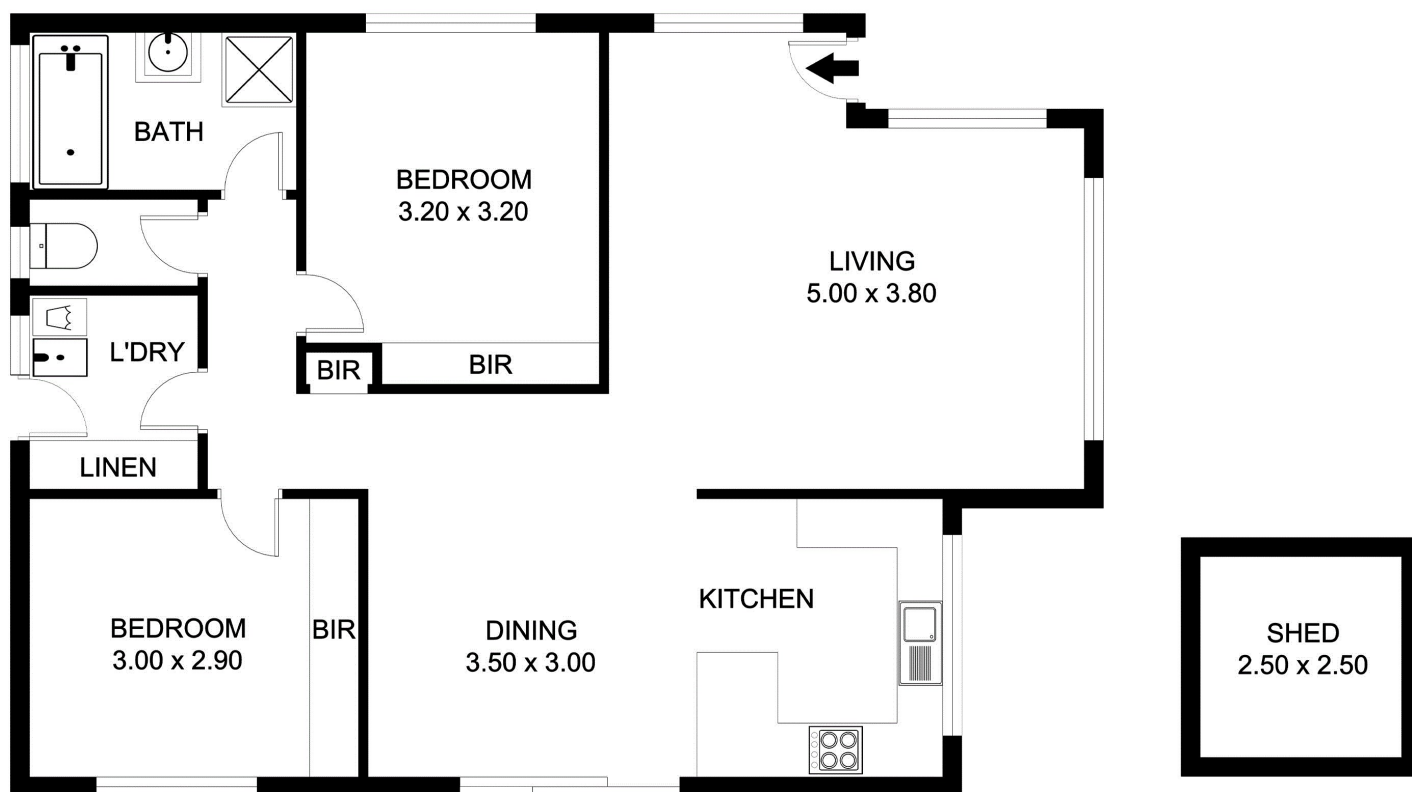 BATH
BEDROOM
3.20 x 3.20
LIVING
5.00 x 3.80
L'DRY
BIR
BIR
LINEN
BEDROOM
3.00 x 2.90
BIR
DINING
3.50 x 3.00
KITCHEN
SHED
2.50 x 2.50